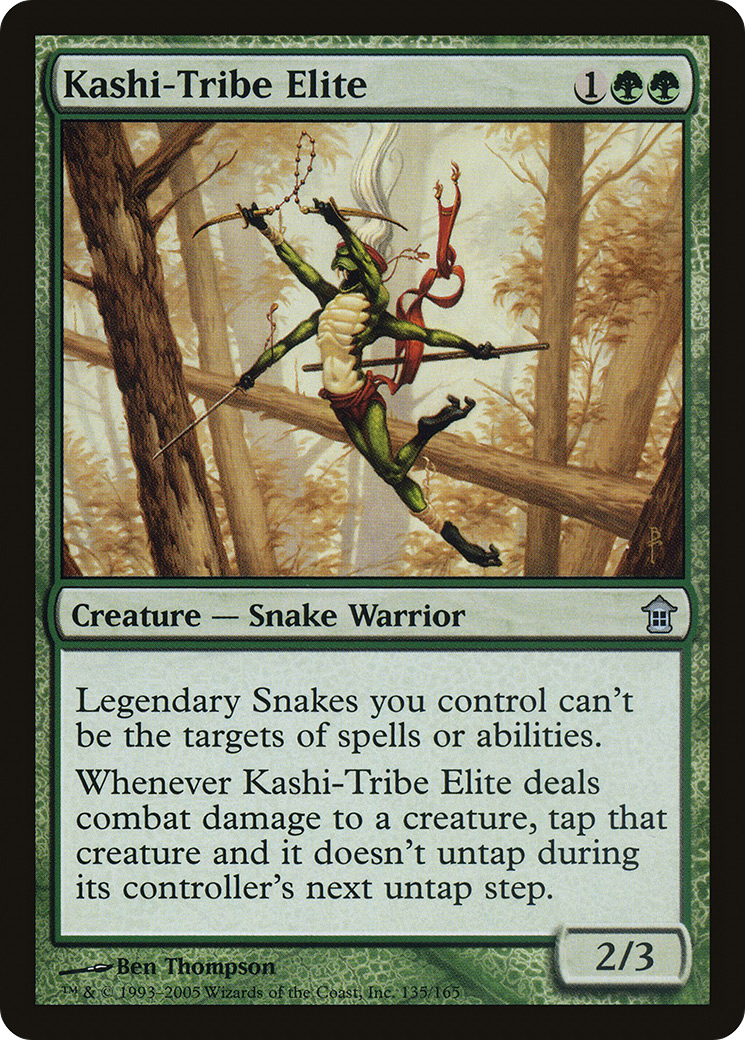 Kashi-Tribe Elite 1
Creature — Snake Warrior
Legendary Snakes you control can't
be the targets of spells or abilities.
Whenever Kashi-Tribe Elite deals
combat damage to a creature, tap that
creature and it doesn't untap during
its controller's next untap step.
2/3
Ben Thompson
™ & © 1993–2005 Wizards of the Coast, Inc. 135/165